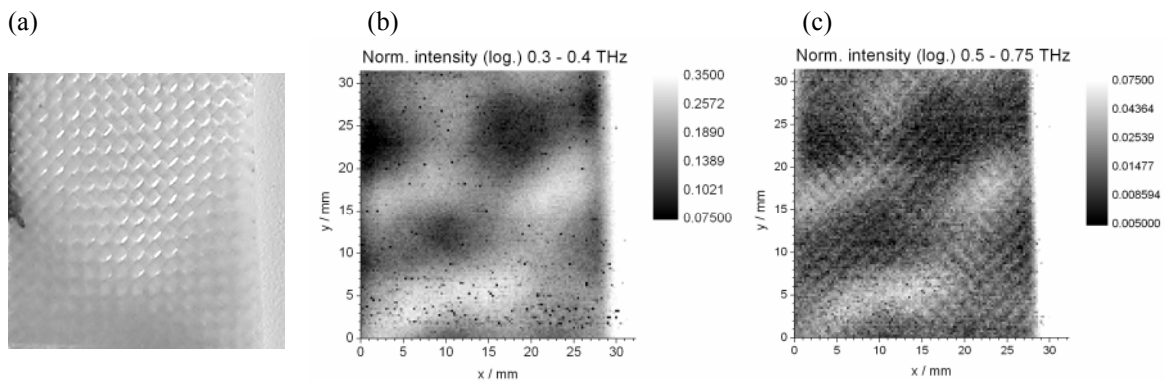 (a)
(b)
(c)
Norm. intensity (log.) 0.3 - 0.4 THz
30
25
20
15
10
5
0
y / mm
0 5 10 15 20 25 30
x / mm
0.3500
0.2572
0.1890
0.1389
0.1021
0.07500
Norm. intensity (log.) 0.5 - 0.75 THz
30
25
20
15
10
5
0
y / mm
0 5 10 15 20 25 30
x / mm
0.07500
0.04364
0.02539
0.01477
0.008594
0.005000